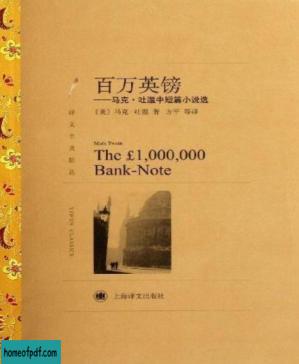 百万英镑
——马克·吐温中短篇小说选
〔美〕马克·吐温 著 方平 等译
译文名著精选
YIWEN CLASSICS
Mark Twain
The £1,000,000
Bank-Note
上海译文出版社
homeofpdf.com
homeofpdf.com